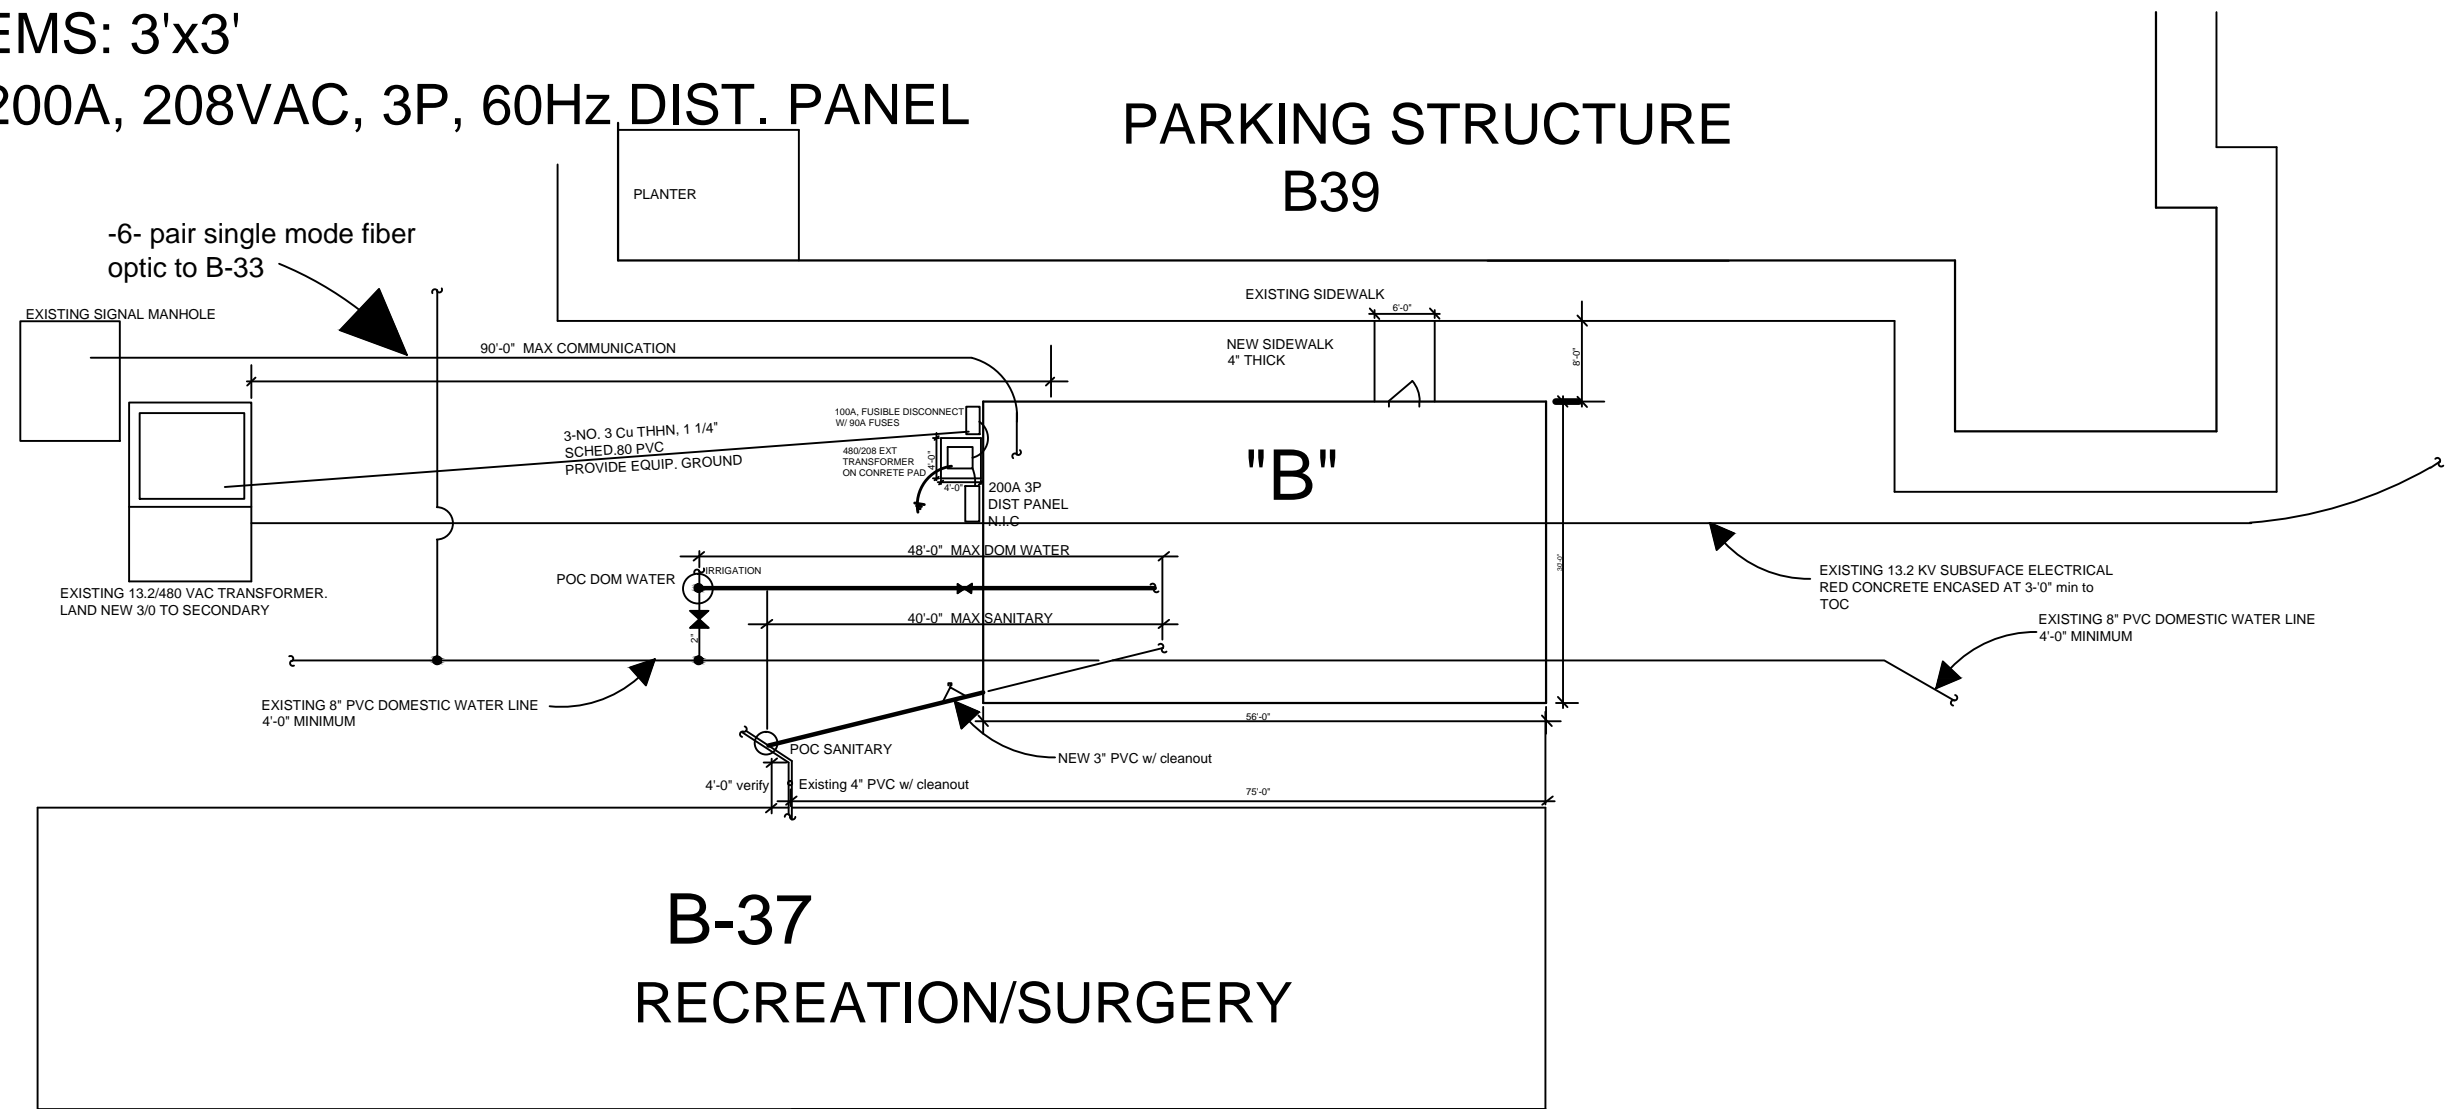 EMS: 3'x3'
200A, 208VAC, 3P, 60Hz DIST. PANEL
PARKING STRUCTURE
B39
PLANTER
-6- pair single mode fiber
optic to B-33
EXISTING SIGNAL MANHOLE
EXISTING SIDEWALK
6'-0"
90'-0" MAX COMMUNICATION
NEW SIDEWALK
4" THICK
8'-0"
100A, FUSIBLE DISCONNECT
W/ 90A FUSES
3-NO. 3 Cu THHN, 1 1/4"
SCHED.80 PVC
PROVIDE EQUIP. GROUND
480/208 EXT
TRANSFORMER
ON CONRETE PAD
4'-0"
4'-0"
200A 3P
DIST PANEL
N.I.C
"B"
48'-0" MAX DOM WATER
IRRIGATION
POC DOM WATER
30'-0"
EXISTING 13.2/480 VAC TRANSFORMER.
LAND NEW 3/0 TO SECONDARY
EXISTING 13.2 KV SUBSUFACE ELECTRICAL
RED CONCRETE ENCASED AT 3-'0" min to
TOC
40'-0" MAX SANITARY
2"
EXISTING 8" PVC DOMESTIC WATER LINE
4'-0" MINIMUM
EXISTING 8" PVC DOMESTIC WATER LINE
4'-0" MINIMUM
56'-0"
POC SANITARY
NEW 3" PVC w/ cleanout
4'-0" verify
Existing 4" PVC w/ cleanout
75'-0"
B-37
RECREATION/SURGERY